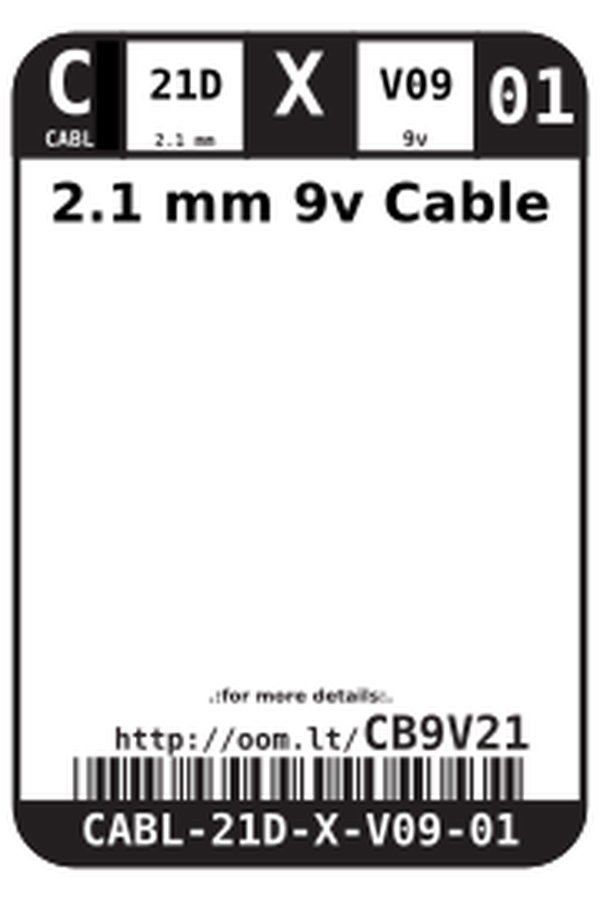 C 21D X V09 01
CABL 2.1 mm 9v
2.1 mm 9v Cable
.:for more details:.
http://oom.lt/CB9V21
CABL-21D-X-V09-01